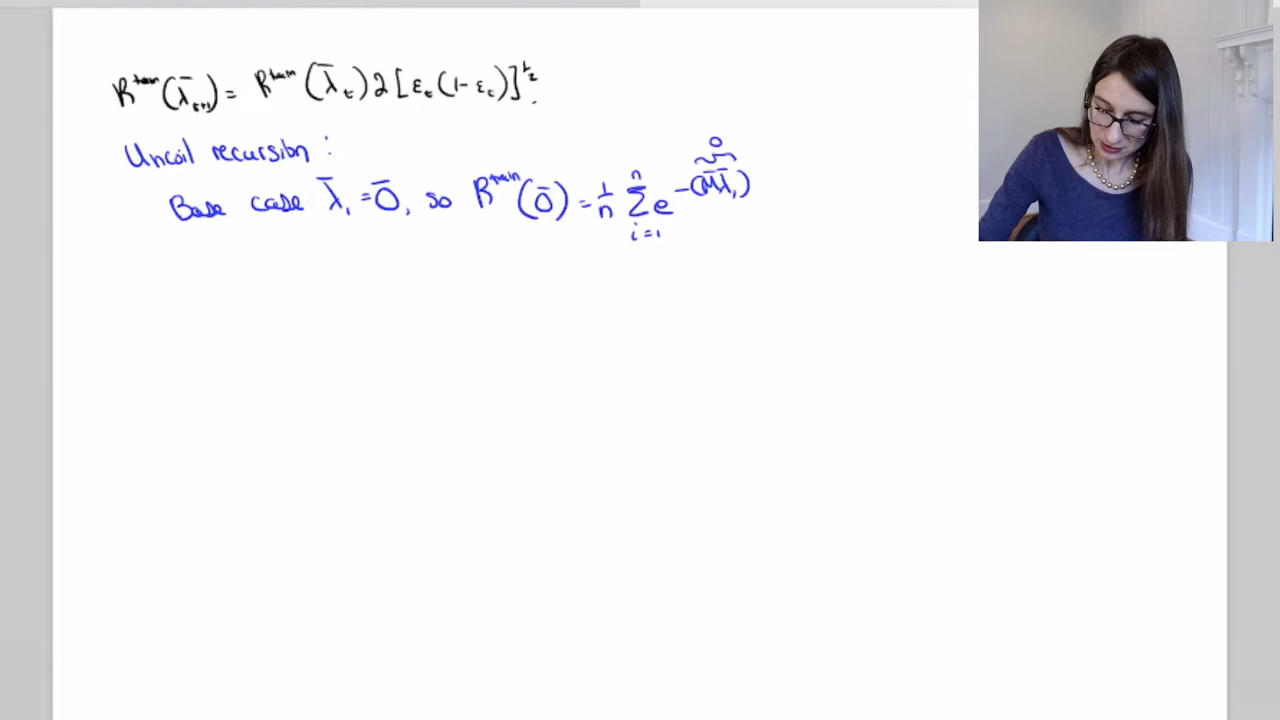 R^train(λ̄_{t+1}) = R^train(λ̄_t) 2 [ε_t(1-ε_t)]^{1/2}.
Uncoil recursion:
Base case λ̄_1 = 0̄, so R^train(0̄) = 1/n Σ_{i=1}^{n} e^{-(M̄λ̄_1)} 0